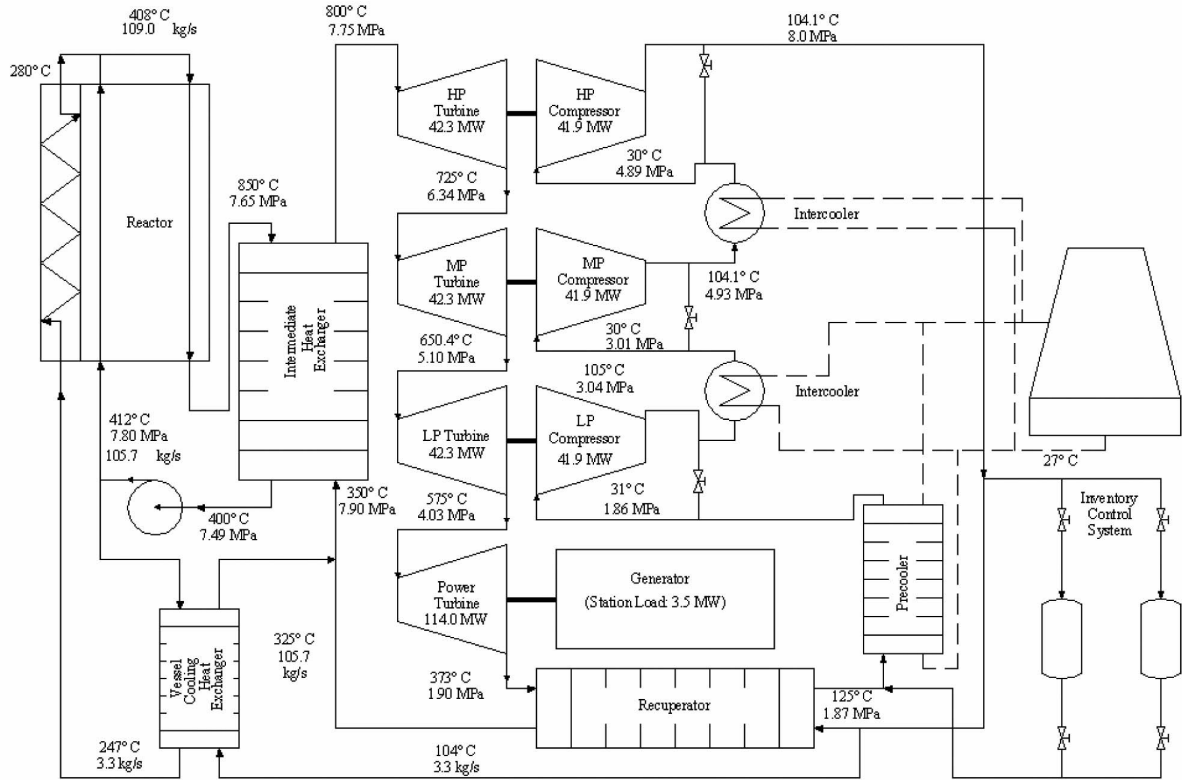 408° C
109.0 kg/s
280° C
Reactor
850° C
7.65 MPa
Intermediate
Heat
Exchanger
412° C
7.80 MPa
105.7 kg/s
400° C
7.49 MPa
Vessel
Cooling
Heat
Exchanger
247° C
3.3 kg/s
325° C
105.7
kg/s
350° C
7.90 MPa
104° C
3.3 kg/s
800° C
7.75 MPa
HP
Turbine
42.3 MW
HP
Compressor
41.9 MW
104.1° C
8.0 MPa
725° C
6.34 MPa
30° C
4.89 MPa
Intercooler
MP
Turbine
42.3 MW
MP
Compressor
41.9 MW
104.1° C
4.93 MPa
650.4° C
5.10 MPa
30° C
3.01 MPa
105° C
3.04 MPa
Intercooler
LP Turbine
42.3 MW
LP
Compressor
41.9 MW
575° C
4.03 MPa
31° C
1.86 MPa
27° C
Inventory
Control
System
Power
Turbine
114.0 MW
Generator
(Station Load: 3.5 MW)
Precooler
373° C
1.90 MPa
Recuperator
125° C
1.87 MPa